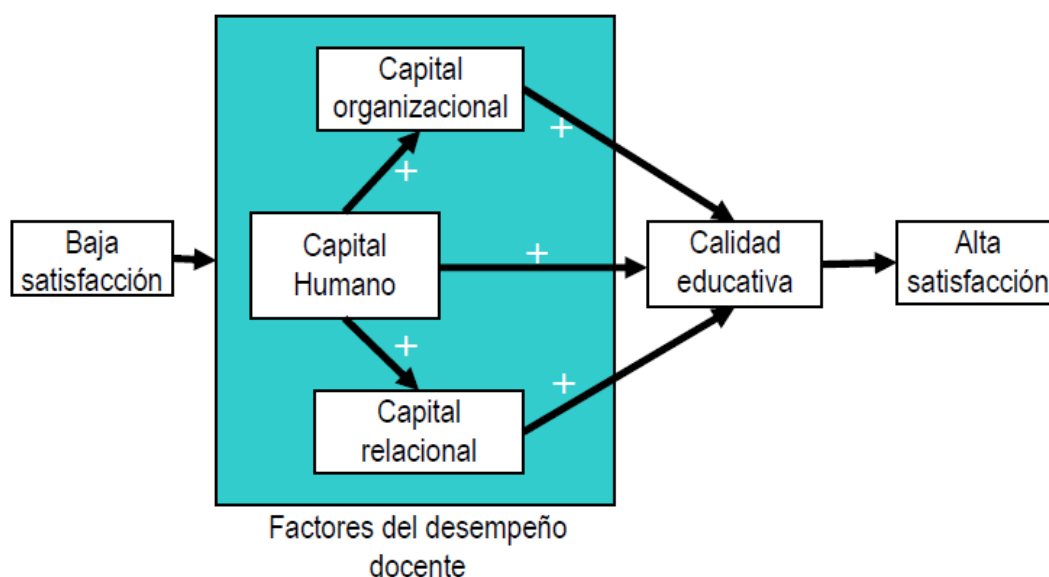 Capital
organizacional
+
+
Baja
satisfacción
Capital
Humano
+
Calidad
educativa
Alta
satisfacción
+
+
Capital
relacional
Factores del desempeño
docente